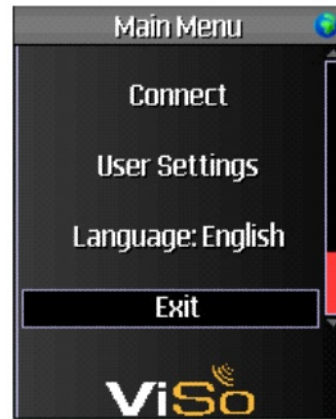 Main Menu
Connect
User Settings
Language: English
Exit
ViSo